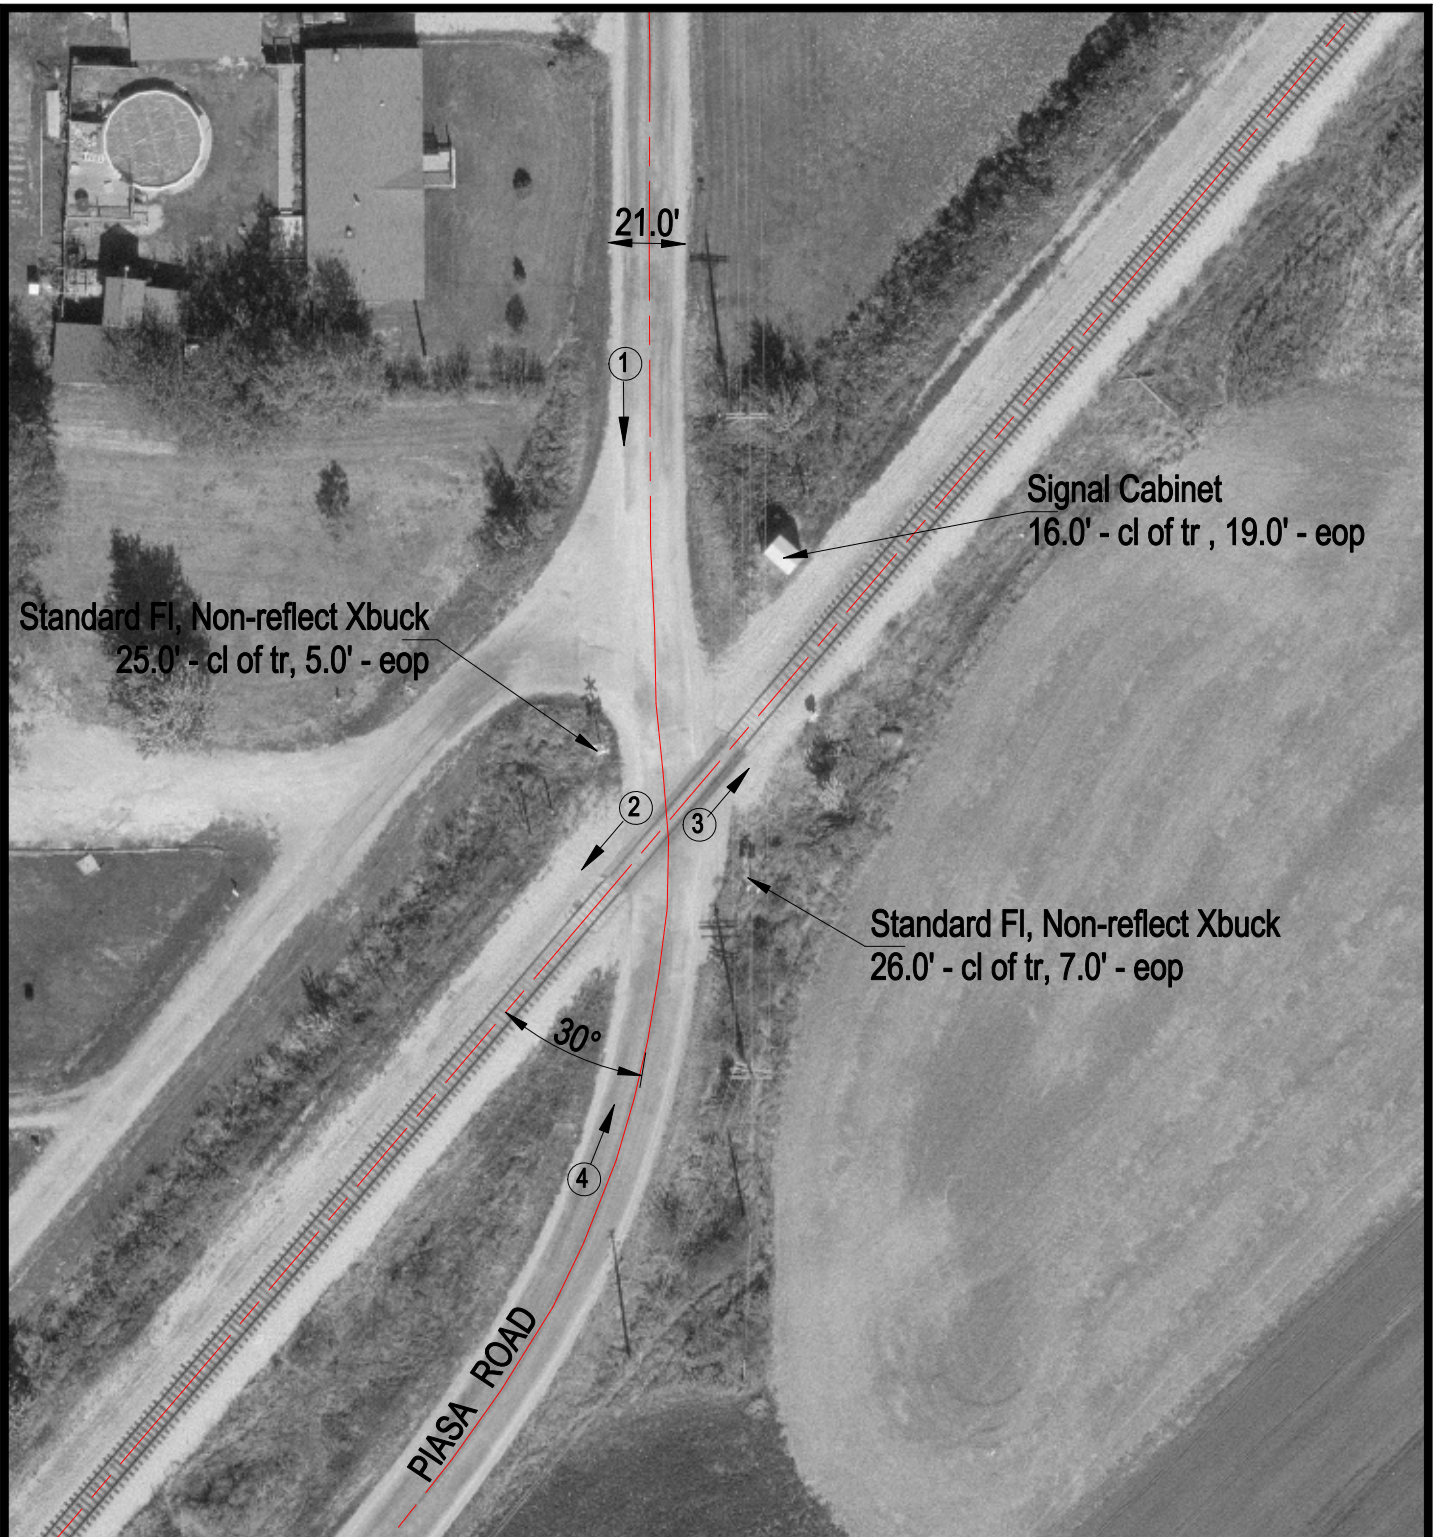 21.0'
1
Signal Cabinet
16.0' - cl of tr , 19.0' - eop
Standard Fl, Non-reflect Xbuck
25.0' - cl of tr, 5.0' - eop
2
3
Standard Fl, Non-reflect Xbuck
26.0' - cl of tr, 7.0' - eop
30°
4
PIASA ROAD